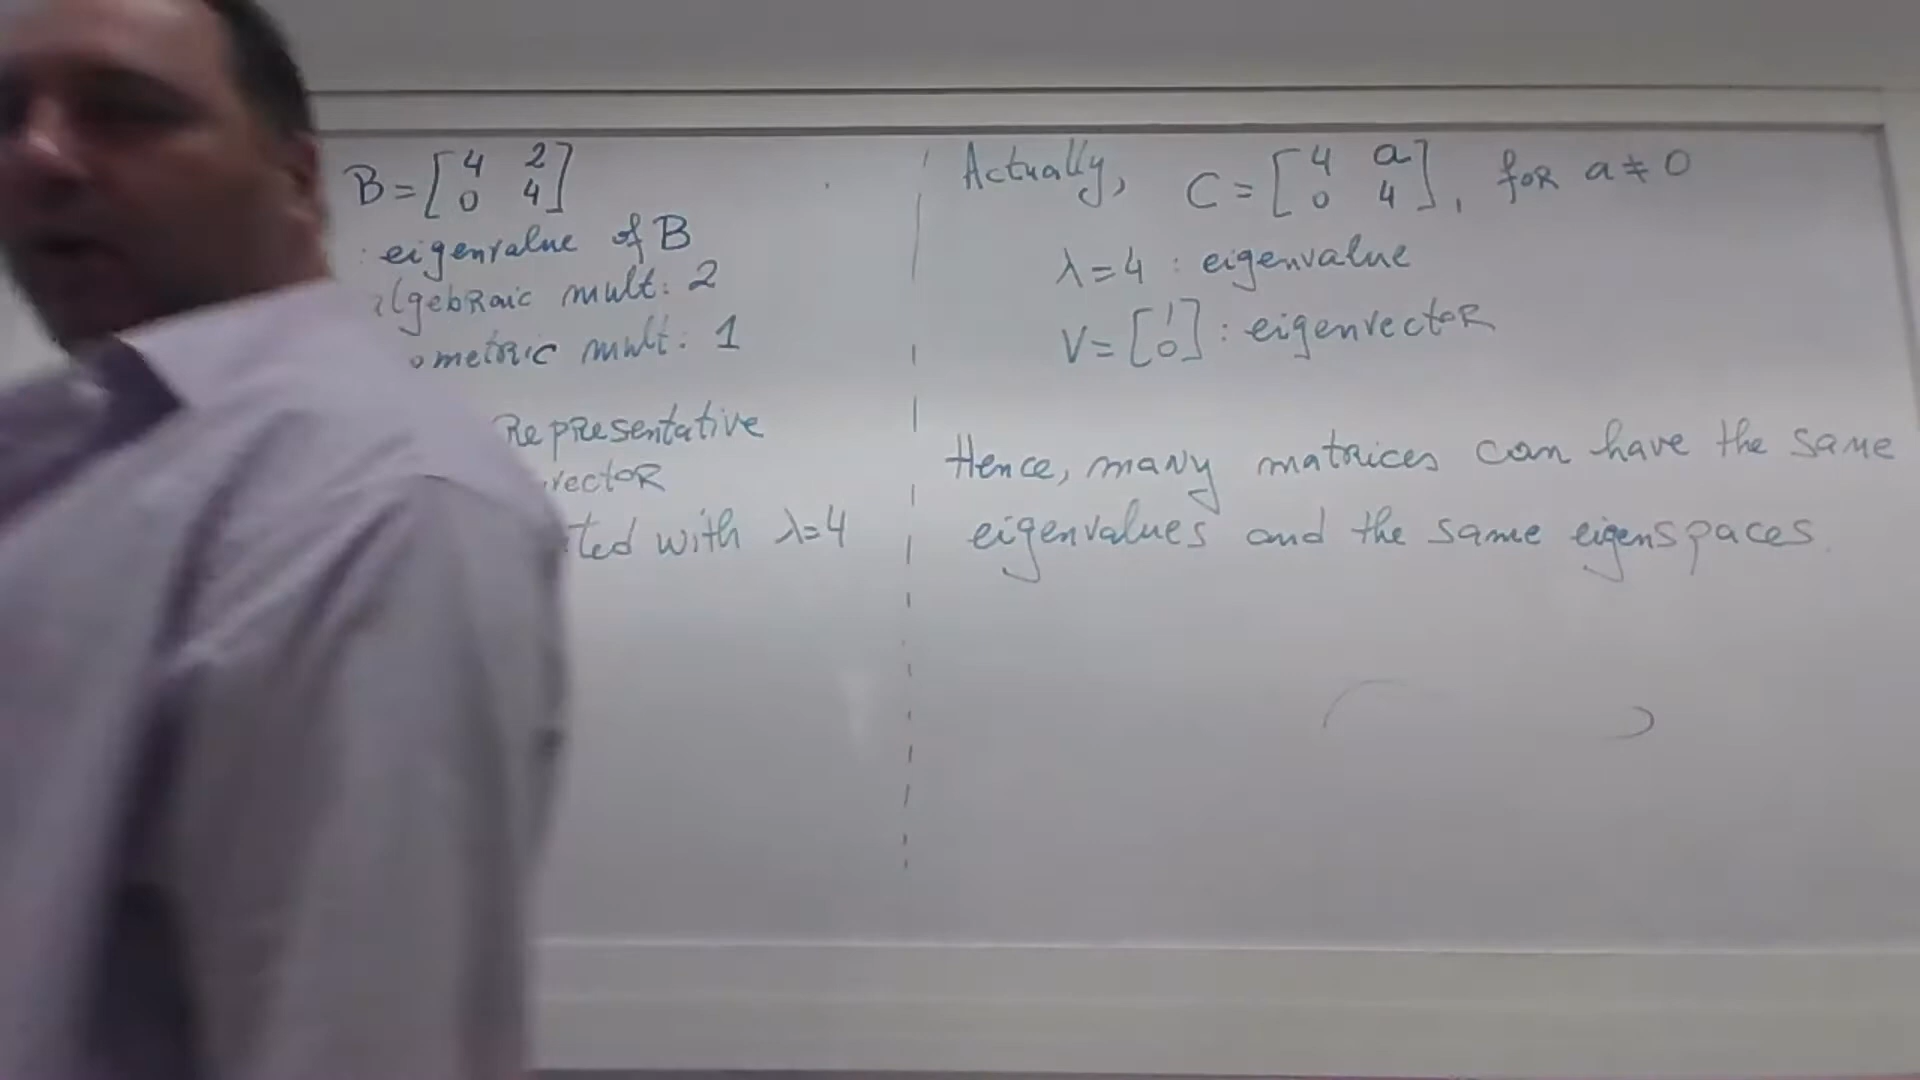 B = [4 2
0 4]
: eigenvalue of B
algebraic mult: 2
ometric mult: 1
Representative
vector
ted with λ=4
Actually, C = [4 a
0 4], for a ≠ 0
λ=4 : eigenvalue
V = [1
0] : eigenvector
Hence, many matrices can have the same
eigenvalues and the same eigenspaces.